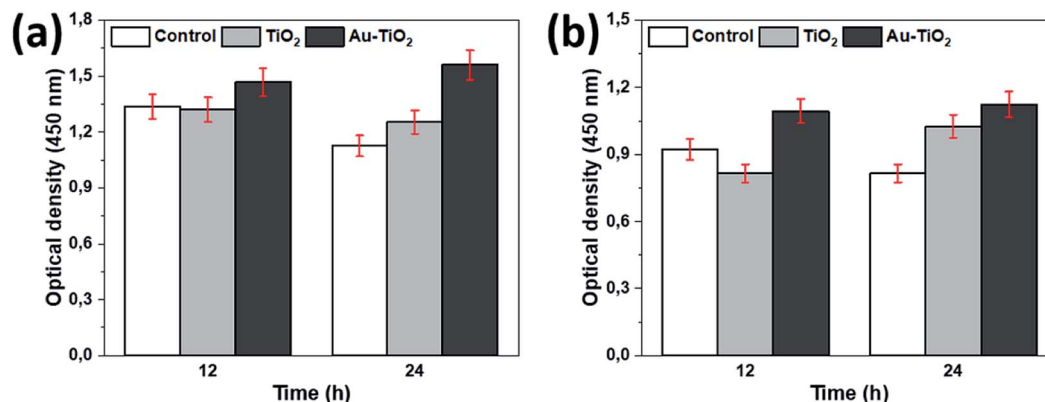 (a)
Control TiO₂ Au-TiO₂
Optical density (450 nm)
1,8
1,5
1,2
0,9
0,6
0,3
0,0
12 24
Time (h)
(b)
Control TiO₂ Au-TiO₂
Optical density (450 nm)
1,5
1,2
0,9
0,6
0,3
0,0
12 24
Time (h)